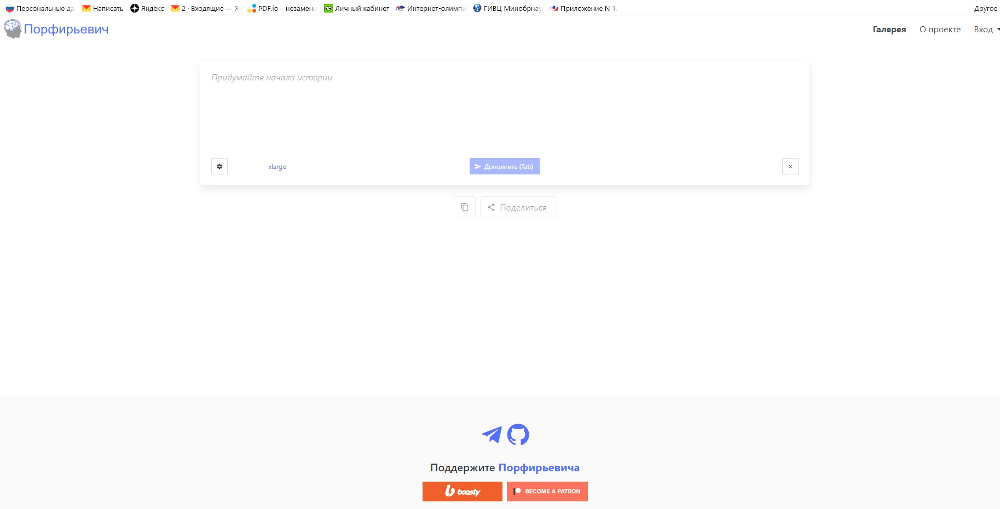 Персональные да
Написать
Яндекс
2 · Входящие — Я
PDF.io – незамени
Личный кабинет
Интернет-олимпи
ГИВЦ Минобрнау
Приложение N 1.
Другое
Порфирьевич
Галерея
О проекте
Вход
Придумайте начало истории
xlarge
Дополнить (Tab)
Поделиться
Поддержите Порфирьевича
boosty
BECOME A PATRON